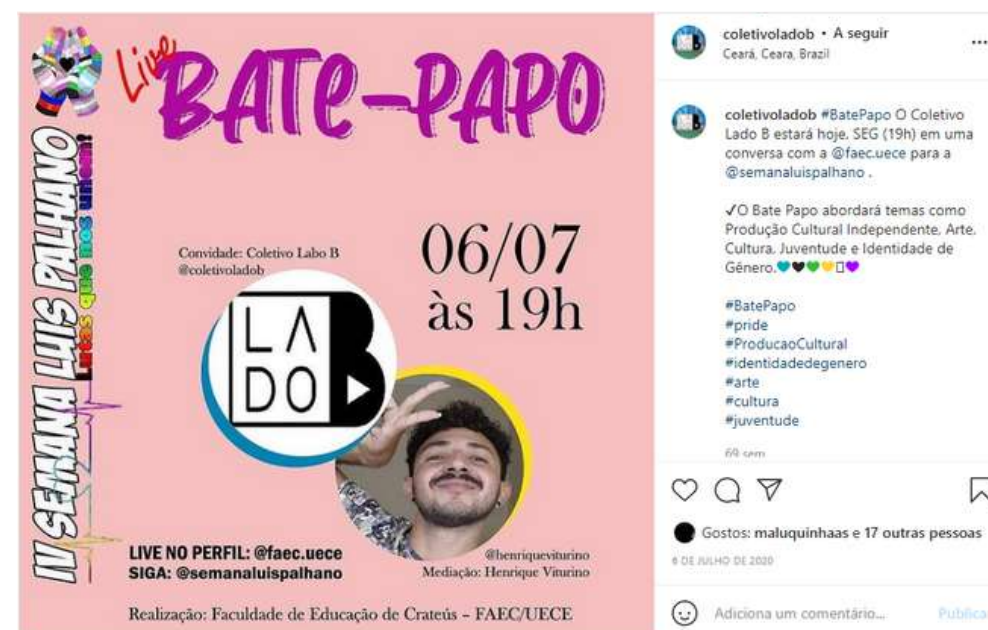 Live
BATE-PAPO
IV SEMANA LUIS PALHANO
Lutas que nos unem!
06/07
às 19h
Convidade: Coletivo Labo B
@coletivoladob
LA
DO
B
LIVE NO PERFIL: @faec.uece
SIGA: @semanaluispalhano
@henriqueviturino
Mediação: Henrique Viturino
Realização: Faculdade de Educação de Crateús – FAEC/UECE
coletivoladob • A seguir
Ceará, Ceara, Brazil
coletivoladob #BatePapo O Coletivo
Lado B estará hoje, SEG (19h) em uma
conversa com a @faec.uece para a
@semanaluispalhano .
✓O Bate Papo abordará temas como
Produção Cultural Independente, Arte,
Cultura, Juventude e Identidade de
Gênero.
#BatePapo
#pride
#ProducaoCultural
#identidadedegenero
#arte
#cultura
#juventude
69 sem
Gostos: maluquinhaas e 17 outras pessoas
6 DE JULHO DE 2020
Adiciona um comentário...
Publica